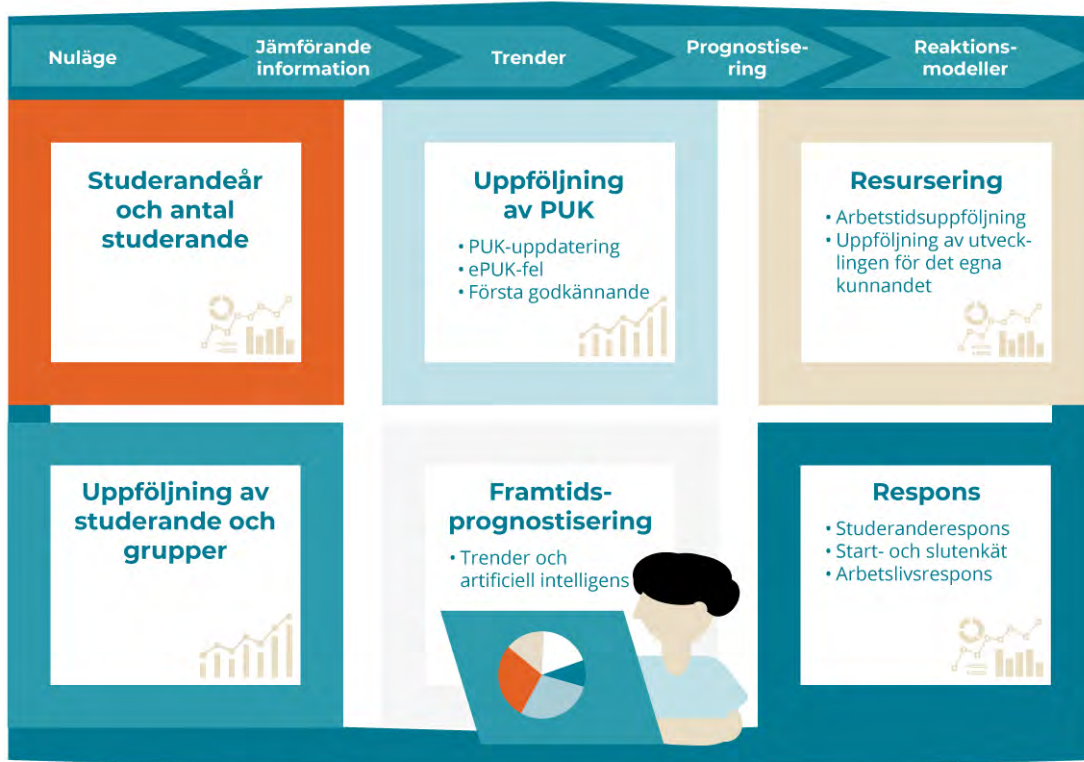 Nuläge
Jämförande
information
Trender
Prognostise-
ring
Reaktions-
modeller
Studerandeår
och antal
studerande
Uppföljning
av PUK
• PUK-uppdatering
• ePUK-fel
• Första godkännande
Resursering
• Arbetstidsuppföljning
• Uppföljning av utveck-
lingen för det egna
kunnandet
Uppföljning av
studerande och
grupper
Framtids-
prognostisering
• Trender och
artificiell intelligens
Respons
• Studeranderespons
• Start- och slutenkät
• Arbetslivsrespons